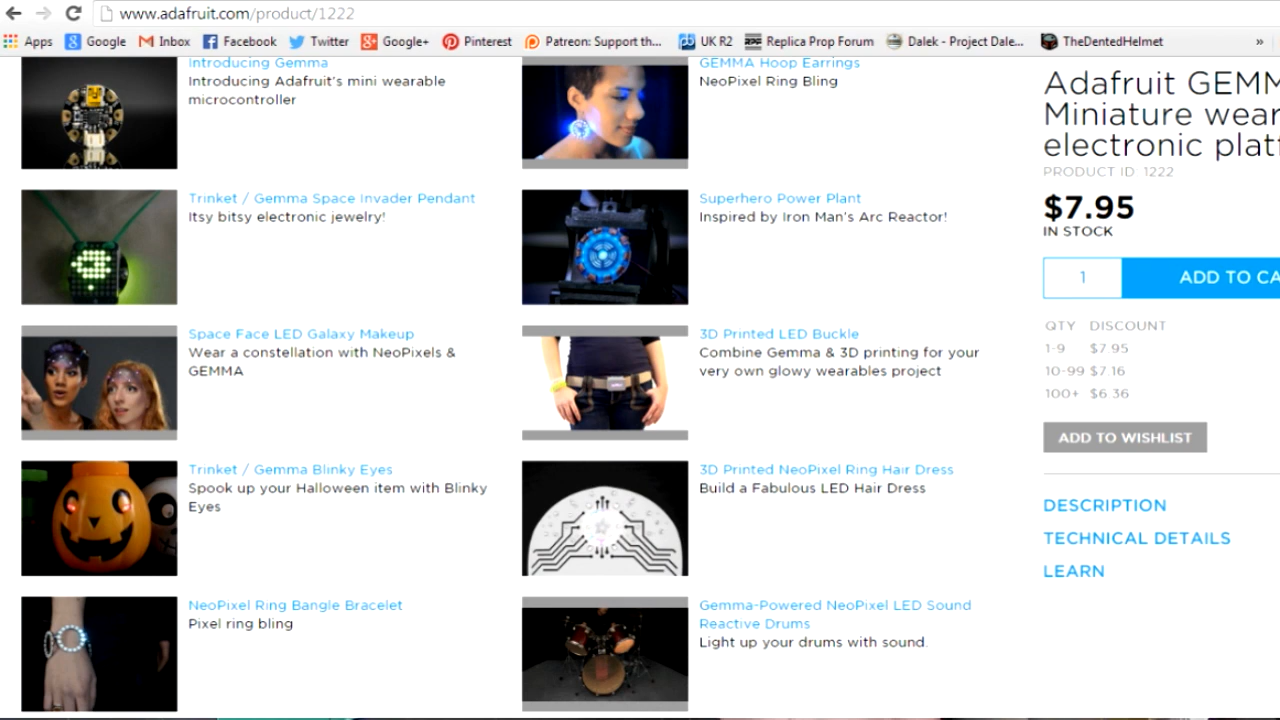 www.adafruit.com/product/1222
Apps Google Inbox Facebook Twitter Google+ Pinterest Patreon: Support th... UK R2 Replica Prop Forum Dalek - Project Dale... TheDentedHelmet »
Introducing Gemma
Introducing Adafruit's mini wearable
microcontroller
GEMMA Hoop Earrings
NeoPixel Ring Bling
Trinket / Gemma Space Invader Pendant
Itsy bitsy electronic jewelry!
Superhero Power Plant
Inspired by Iron Man's Arc Reactor!
Space Face LED Galaxy Makeup
Wear a constellation with NeoPixels &
GEMMA
3D Printed LED Buckle
Combine Gemma & 3D printing for your
very own glowy wearables project
Trinket / Gemma Blinky Eyes
Spook up your Halloween item with Blinky
Eyes
3D Printed NeoPixel Ring Hair Dress
Build a Fabulous LED Hair Dress
NeoPixel Ring Bangle Bracelet
Pixel ring bling
Gemma-Powered NeoPixel LED Sound
Reactive Drums
Light up your drums with sound.
Adafruit GEMM
Miniature wear
electronic platf
PRODUCT ID 1222
$7.95
IN STOCK
1 ADD TO CA
QTY DISCOUNT
1-9 $7.95
10-99 $7.16
100+ $6.36
ADD TO WISHLIST
DESCRIPTION
TECHNICAL DETAILS
LEARN